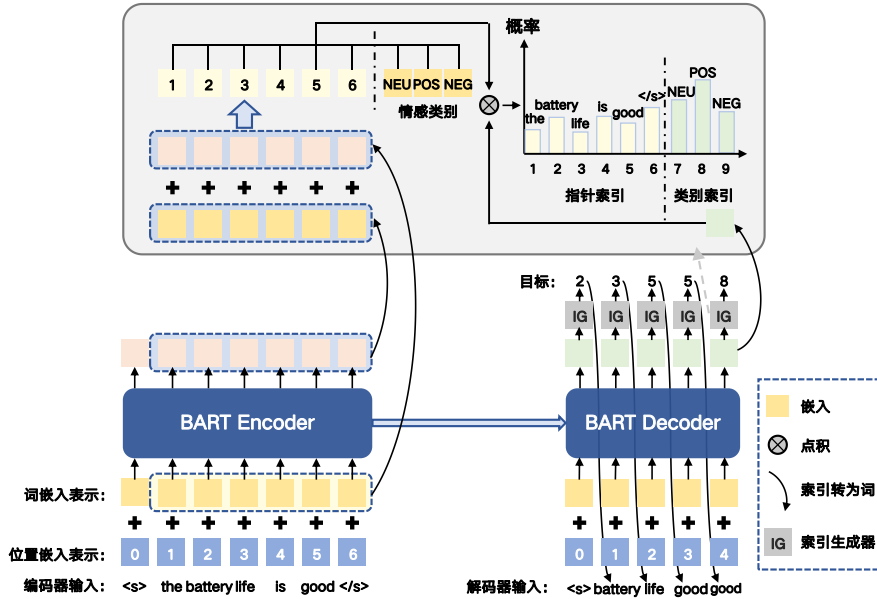 概率
1 2 3 4 5 6 NEU POS NEG
情感类别
the battery life is good </s> NEU POS NEG
1 2 3 4 5 6 7 8 9
指针索引 类别索引
目标： 2 3 5 5 8
IG IG IG IG IG
BART Encoder
BART Decoder
词嵌入表示：
位置嵌入表示： 0 1 2 3 4 5 6
0 1 2 3 4
编码器输入： <s> the battery life is good </s>
解码器输入： <s> battery life good good
嵌入
点积
索引转为词
IG 索引生成器